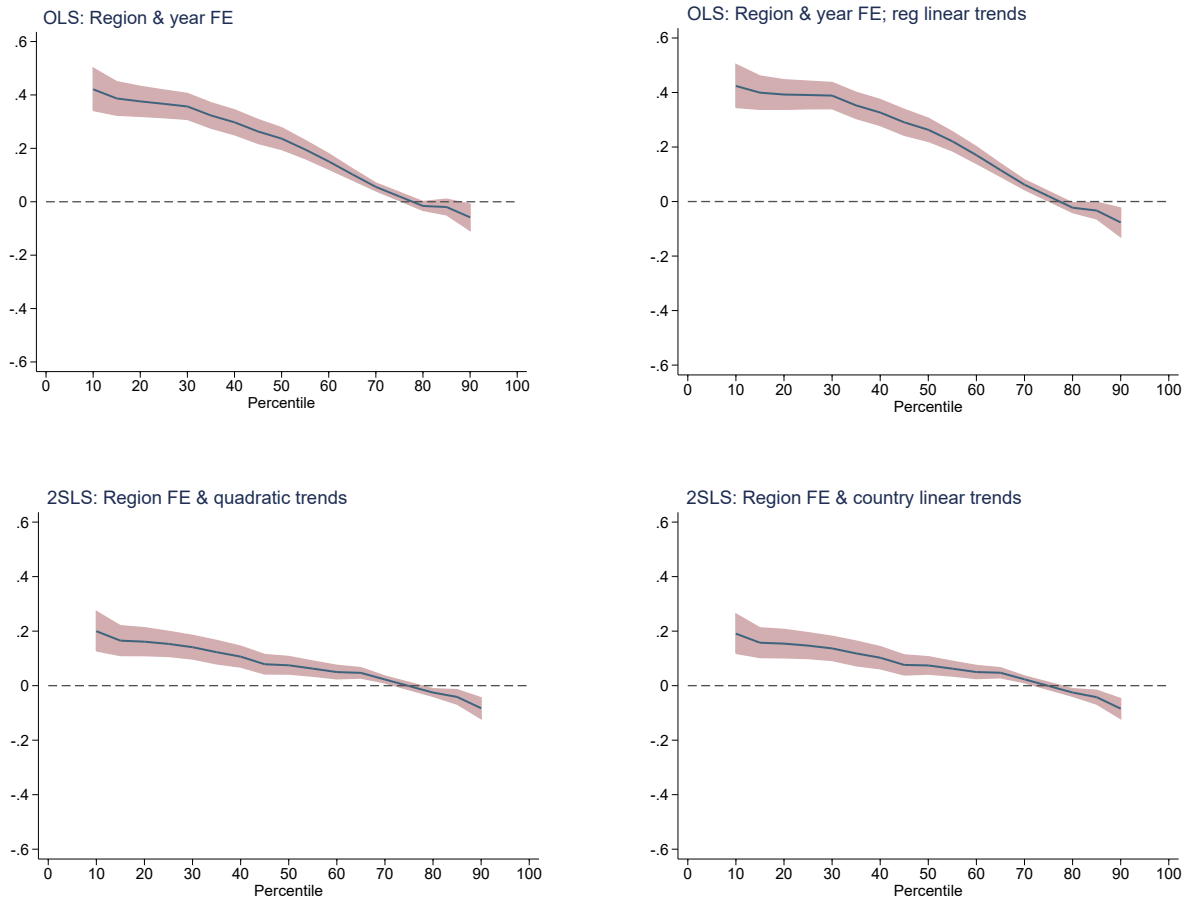 OLS: Region & year FE
.6
.4
.2
0
-.2
-.4
-.6
0 10 20 30 40 50 60 70 80 90 100
Percentile
OLS: Region & year FE; reg linear trends
.6
.4
.2
0
-.2
-.4
-.6
0 10 20 30 40 50 60 70 80 90 100
Percentile
2SLS: Region FE & quadratic trends
.6
.4
.2
0
-.2
-.4
-.6
0 10 20 30 40 50 60 70 80 90 100
Percentile
2SLS: Region FE & country linear trends
.6
.4
.2
0
-.2
-.4
-.6
0 10 20 30 40 50 60 70 80 90 100
Percentile